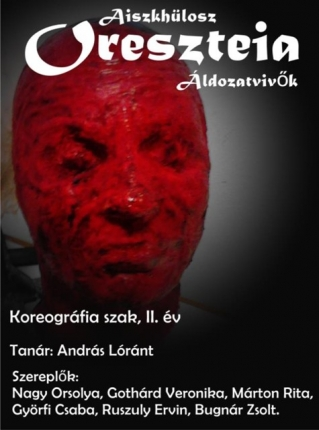 Aiszkhülosz
Oreszteia
Áldozatvivők
Koreográfia szak, II. év
Tanár: András Lóránt
Szereplők:
Nagy Orsolya, Gothárd Veronika, Márton Rita,
Györfi Csaba, Ruszuly Ervin, Bugnár Zsolt.